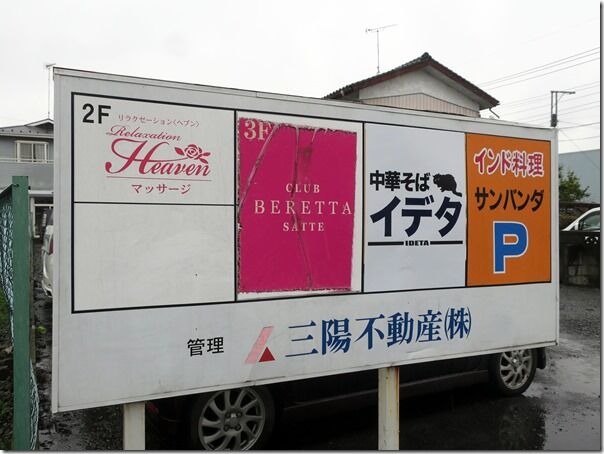 2F
リラクゼーション〈ヘブン〉
Relaxation
Heaven
マッサージ
3F
CLUB
BERETTA
SATTE
中華そば
イデタ
IDETA
インド料理
サンバンダ
P
管理 三陽不動産㈱